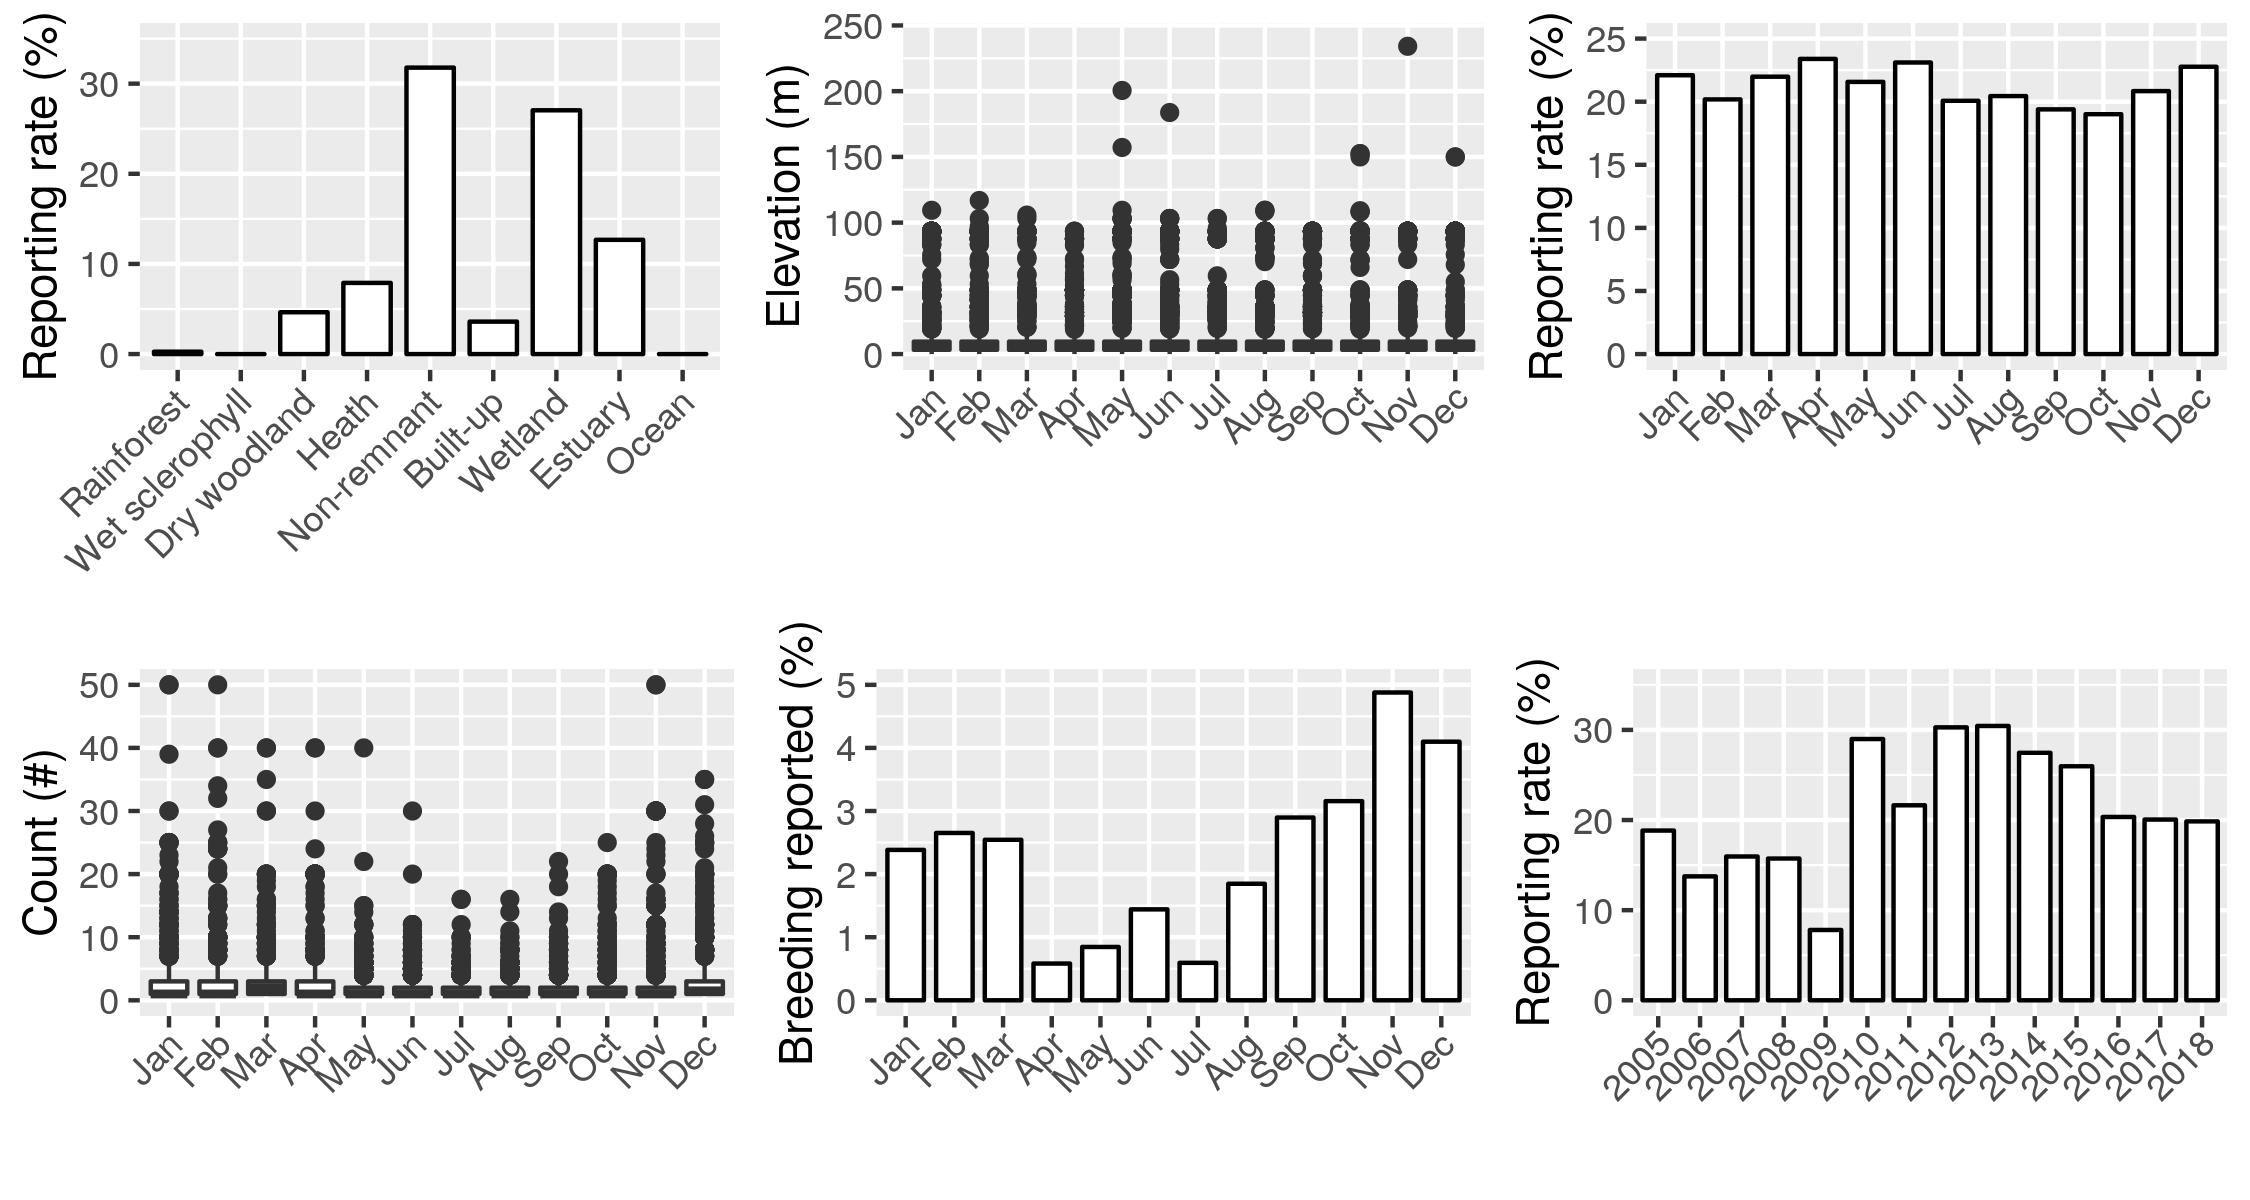 Reporting rate (%)
30
20
10
0
Rainforest
Wet sclerophyll
Dry woodland
Heath
Non-remnant
Built-up
Wetland
Estuary
Ocean
Elevation (m)
250
200
150
100
50
0
Jan
Feb
Mar
Apr
May
Jun
Jul
Aug
Sep
Oct
Nov
Dec
Reporting rate (%)
25
20
15
10
5
0
Jan
Feb
Mar
Apr
May
Jun
Jul
Aug
Sep
Oct
Nov
Dec
Count (#)
50
40
30
20
10
0
Jan
Feb
Mar
Apr
May
Jun
Jul
Aug
Sep
Oct
Nov
Dec
Breeding reported (%)
5
4
3
2
1
0
Jan
Feb
Mar
Apr
May
Jun
Jul
Aug
Sep
Oct
Nov
Dec
Reporting rate (%)
30
20
10
0
2005
2006
2007
2008
2009
2010
2011
2012
2013
2014
2015
2016
2017
2018